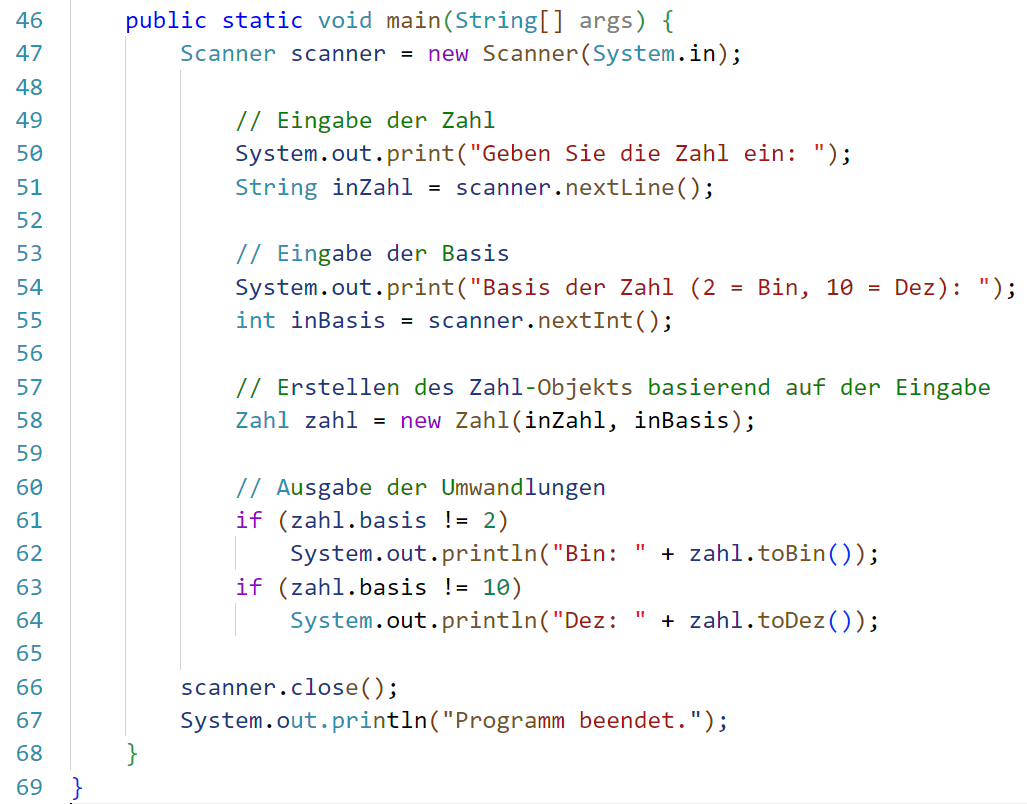 46 public static void main(String[] args) {
47 Scanner scanner = new Scanner(System.in);
48
49 // Eingabe der Zahl
50 System.out.print("Geben Sie die Zahl ein: ");
51 String inZahl = scanner.nextLine();
52
53 // Eingabe der Basis
54 System.out.print("Basis der Zahl (2 = Bin, 10 = Dez): ");
55 int inBasis = scanner.nextInt();
56
57 // Erstellen des Zahl-Objekts basierend auf der Eingabe
58 Zahl zahl = new Zahl(inZahl, inBasis);
59
60 // Ausgabe der Umwandlungen
61 if (zahl.basis != 2)
62 System.out.println("Bin: " + zahl.toBin());
63 if (zahl.basis != 10)
64 System.out.println("Dez: " + zahl.toDez());
65
66 scanner.close();
67 System.out.println("Programm beendet.");
68 }
69 }